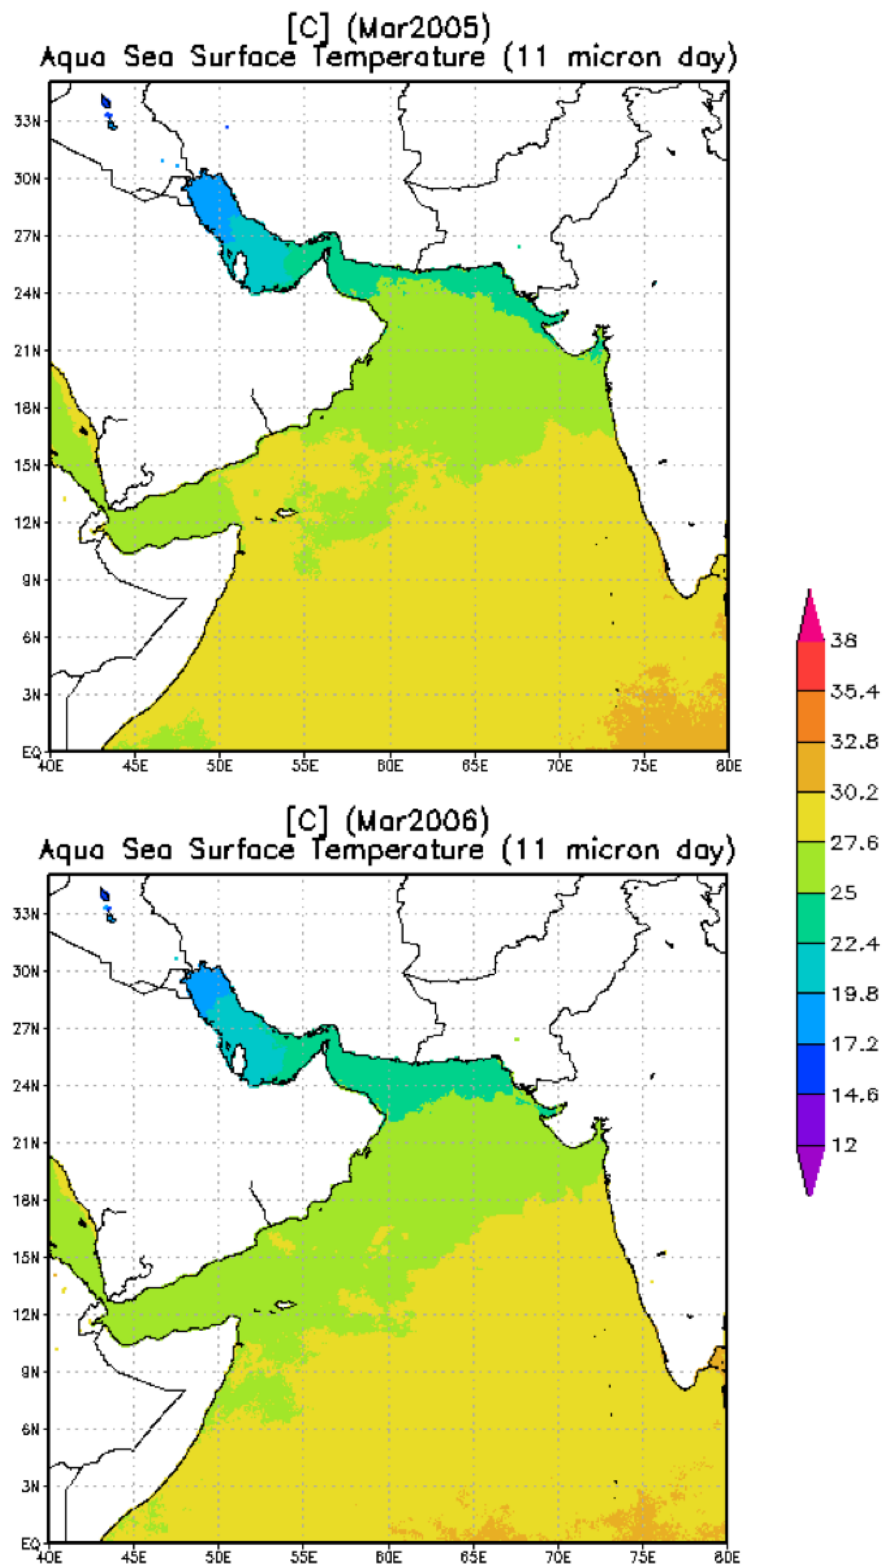 [C] (Mar2005)
Aqua Sea Surface Temperature (11 micron day)
33N
30N
27N
24N
21N
18N
15N
12N
9N
6N
3N
EQ
40E 45E 50E 55E 60E 65E 70E 75E 80E
[C] (Mar2006)
Aqua Sea Surface Temperature (11 micron day)
33N
30N
27N
24N
21N
18N
15N
12N
9N
6N
3N
EQ
40E 45E 50E 55E 60E 65E 70E 75E 80E
38
35.4
32.8
30.2
27.6
25
22.4
19.8
17.2
14.6
12